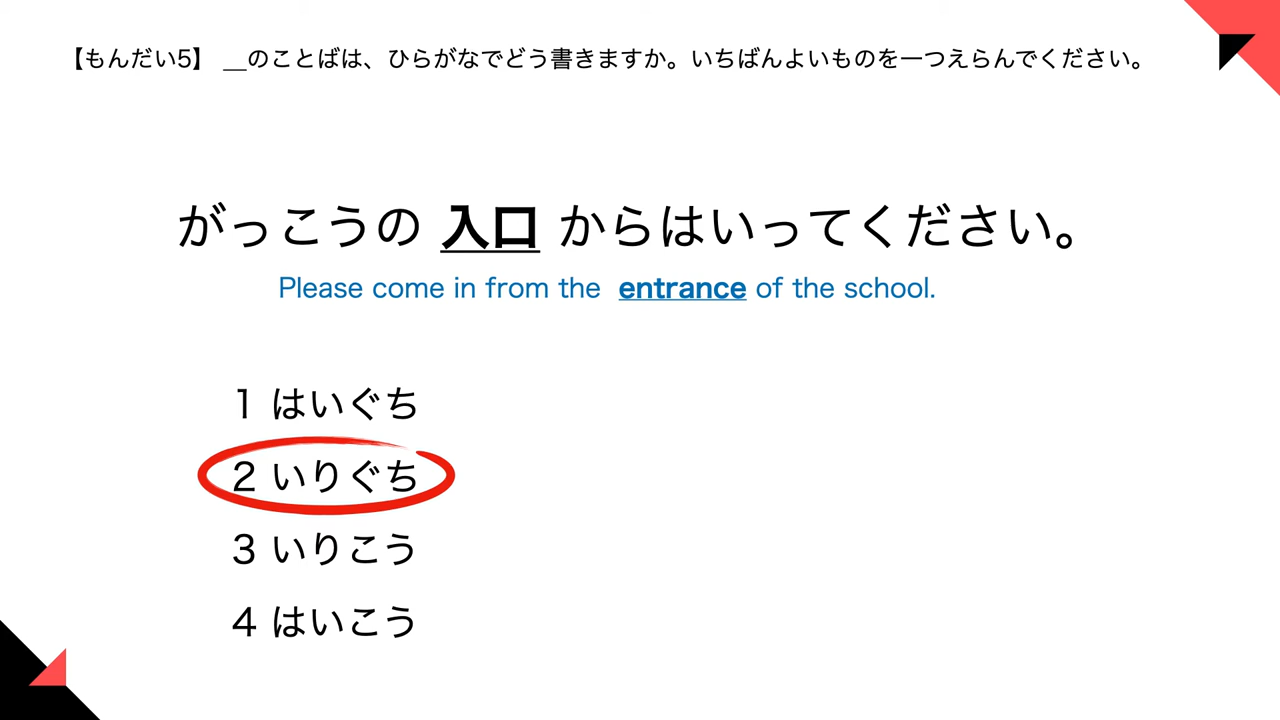 【もんだい5】 __のことばは、ひらがなでどう書きますか。いちばんよいものを一つえらんでください。
がっこうの 入口 からはいってください。
Please come in from the entrance of the school.
1 はいぐち
2 いりぐち
3 いりこう
4 はいこう